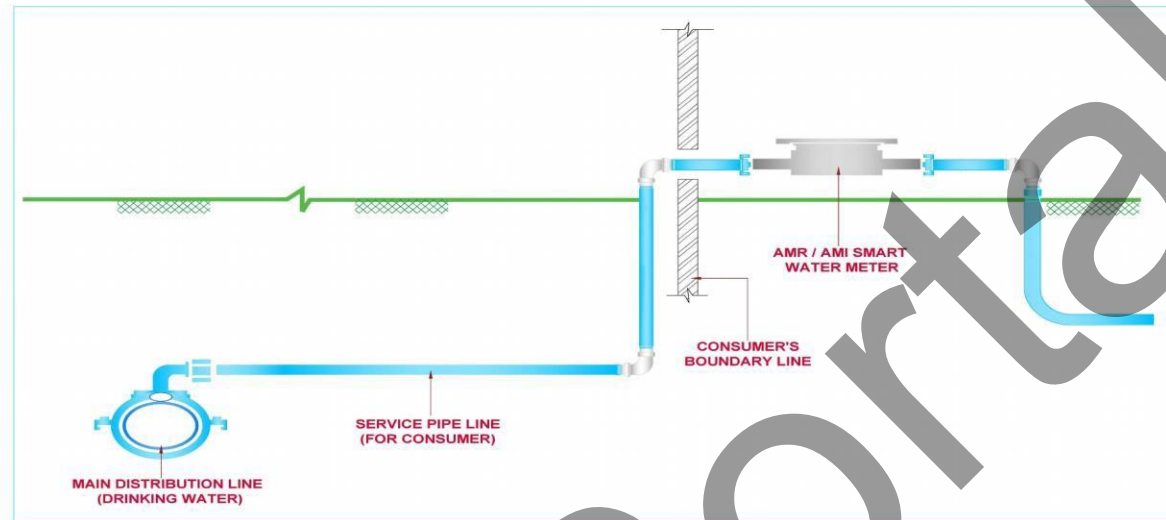 AMR / AMI SMART
WATER METER
CONSUMER'S
BOUNDARY LINE
SERVICE PIPE LINE
(FOR CONSUMER)
MAIN DISTRIBUTION LINE
(DRINKING WATER)